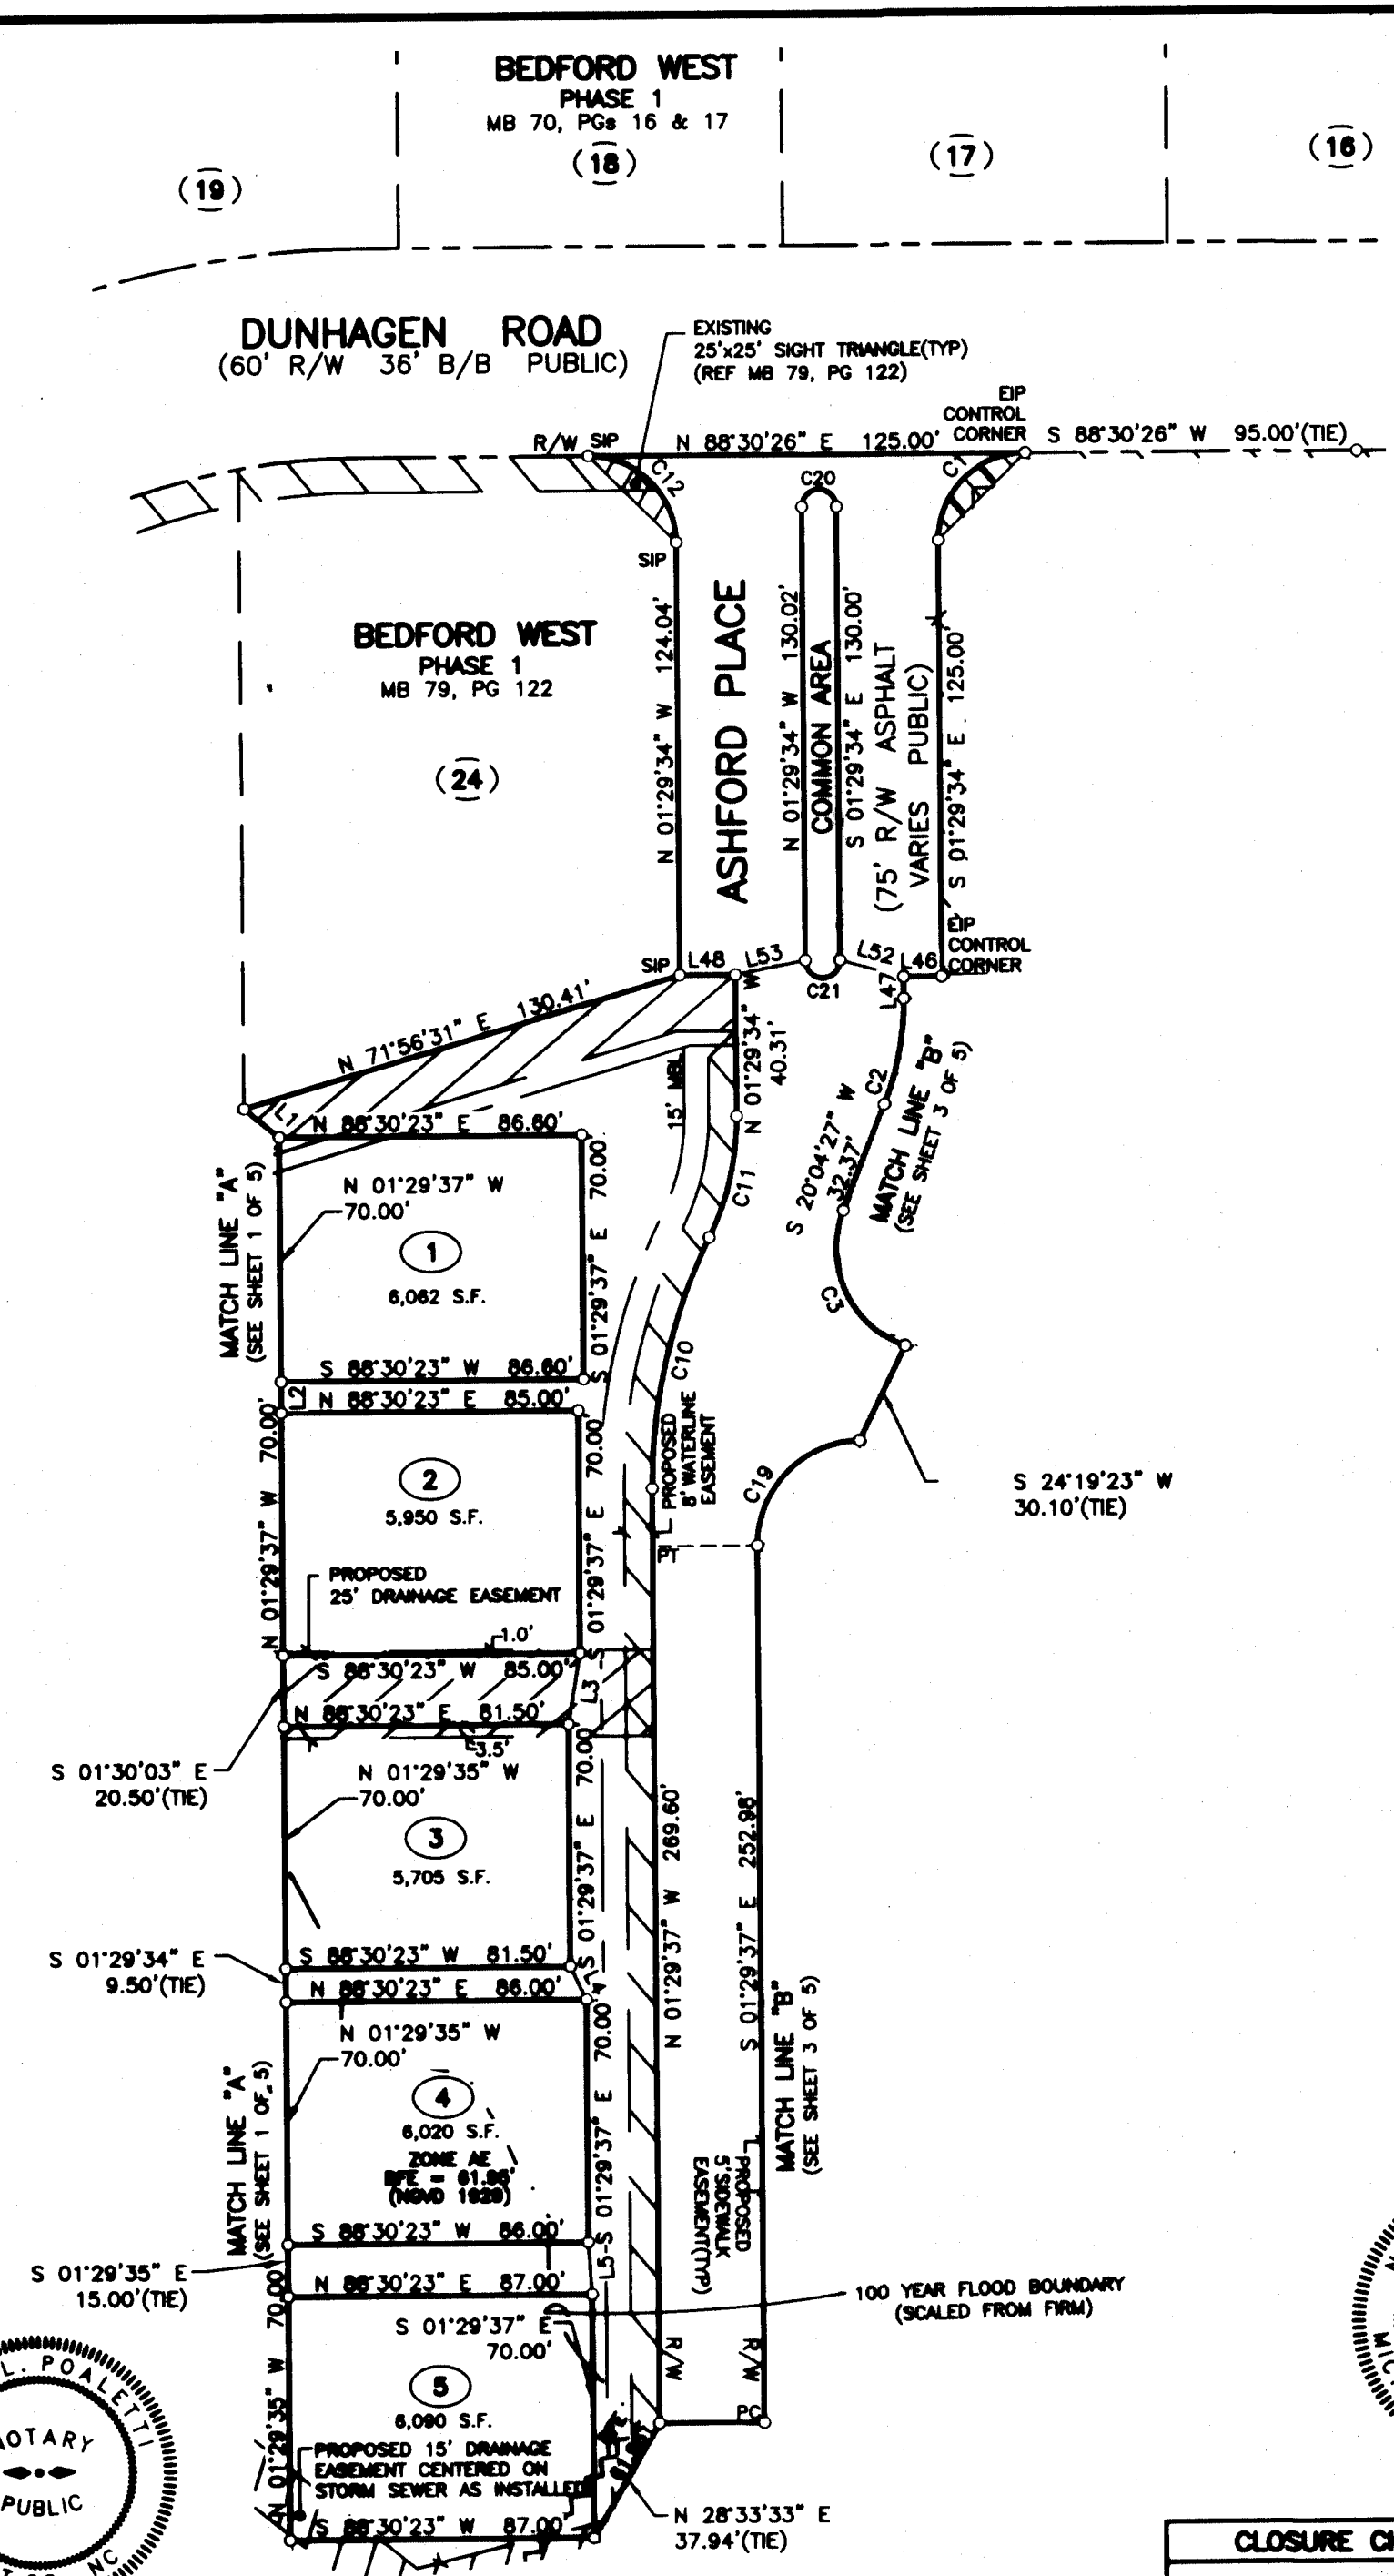 BEDFORD WEST
PHASE 1
MB 70, PGs 16 & 17
(19)
(18)
(17)
(16)
DUNHAGEN ROAD
(60' R/W 36' B/B PUBLIC)
EXISTING
25'x25' SIGHT TRIANGLE(TYP)
(REF MB 79, PG 122)
EIP
CONTROL
CORNER
R/W SIP
N 88°30'26" E 125.00'
S 88°30'26" W 95.00'(TIE)
C12
C20
C1
SIP
BEDFORD WEST
PHASE 1
MB 79, PG 122
(24)
N 01°29'34" W 124.04'
ASHFORD PLACE
N 01°29'34" W 130.02'
COMMON AREA
S 01°29'34" E 130.00'
(75' R/W ASPHALT
VARIES PUBLIC)
S 01°29'34" E 125.00'
EIP
CONTROL
CORNER
SIP
L48
L53
C21
L52
L46
L47
N 71°56'31" E 130.41'
15' MBL
N 01°29'34" W
40.31'
C2
MATCH LINE "B"
(SEE SHEET 3 OF 5)
S 20°04'27" W
32.37'
L1
N 88°30'23" E 86.60'
MATCH LINE "A"
(SEE SHEET 1 OF 5)
N 01°29'37" W
70.00'
1
6,062 S.F.
S 01°29'37" E 70.00
C11
C3
C10
S 88°30'23" W 86.60'
L2
N 88°30'23" E 85.00'
N 01°29'37" W 70.00'
2
5,950 S.F.
S 01°29'37" E 70.00'
PROPOSED
8' WATERLINE
EASEMENT
C19
S 24°19'23" W
30.10'(TIE)
PT
PROPOSED
25' DRAINAGE EASEMENT
1.0'
S 88°30'23" W 85.00'
L3
N 88°30'23" E 81.50'
3.5'
S 01°30'03" E
20.50'(TIE)
N 01°29'35" W
70.00'
3
5,705 S.F.
S 01°29'37" E 70.00
N 01°29'37" W 269.60'
S 01°29'37" E 252.98'
S 88°30'23" W 81.50'
S 01°29'34" E
9.50'(TIE)
L4
N 88°30'23" E 86.00'
N 01°29'35" W
70.00'
MATCH LINE "B"
(SEE SHEET 3 OF 5)
MATCH LINE "A"
(SEE SHEET 1 OF 5)
4
6,020 S.F.
ZONE AE
BFE = 61.95'
(NGVD 1929)
S 01°29'37" E 70.00'
PROPOSED
5'SIDEWALK
EASEMENT(TYP)
S 88°30'23" W 86.00'
L5
S 01°29'35" E
15.00'(TIE)
N 88°30'23" E 87.00'
100 YEAR FLOOD BOUNDARY
(SCALED FROM FIRM)
S 01°29'37" E
70.00'
N 01°29'35" W 70.00'
5
6,090 S.F.
R/W
R/W
PC
PROPOSED 15' DRAINAGE
EASEMENT CENTERED ON
STORM SEWER AS INSTALLED
S 88°30'23" W 87.00'
N 28°33'33" E
37.94'(TIE)
L. POALETTI
NOTARY
PUBLIC
NC
MIC
CLOSURE